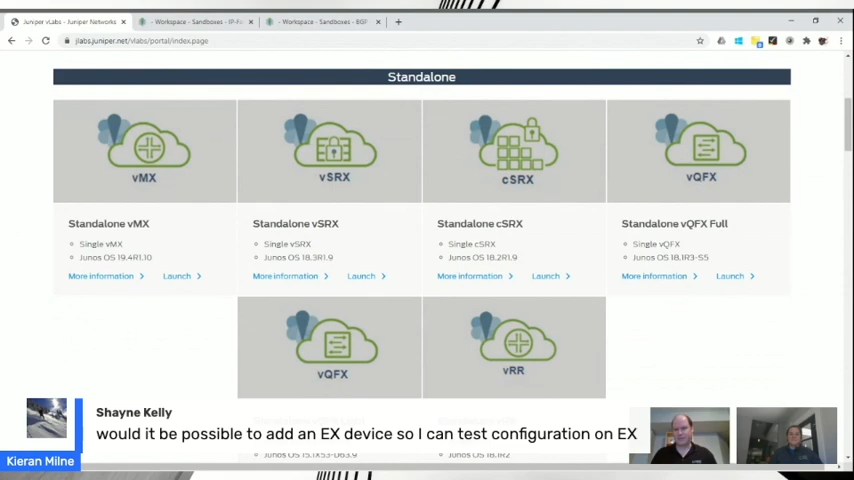 Juniper vLabs - Juniper Networks
- Workspace - Sandboxes - IP-Fa
- Workspace - Sandboxes - BGP
jlabs.juniper.net/vlabs/portal/index.page
Standalone
vMX
vSRX
cSRX
vQFX
Standalone vMX
Single vMX
Junos OS 19.4R1.10
More information
Launch
Standalone vSRX
Single vSRX
Junos OS 18.3R1.9
More information
Launch
Standalone cSRX
Single cSRX
Junos OS 18.2R1.9
More information
Launch
Standalone vQFX Full
Single vQFX
Junos OS 18.1R3-S5
More information
Launch
vQFX
vRR
Shayne Kelly
would it be possible to add an EX device so I can test configuration on EX
Kieran Milne
Junos OS 15.1X53-D63.9
Junos OS 18.1R2